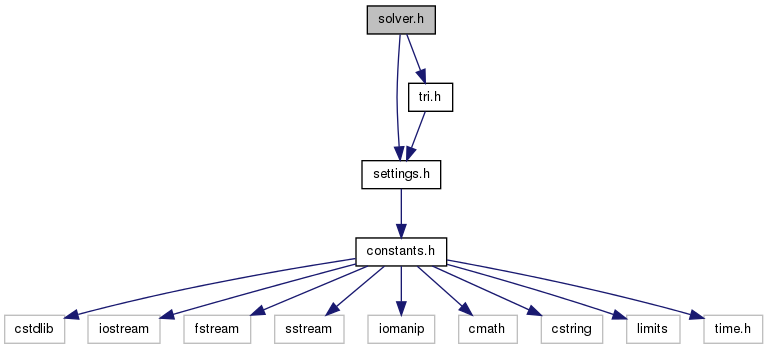 solver.h
tri.h
settings.h
constants.h
cstdlib
iostream
fstream
sstream
iomanip
cmath
cstring
limits
time.h